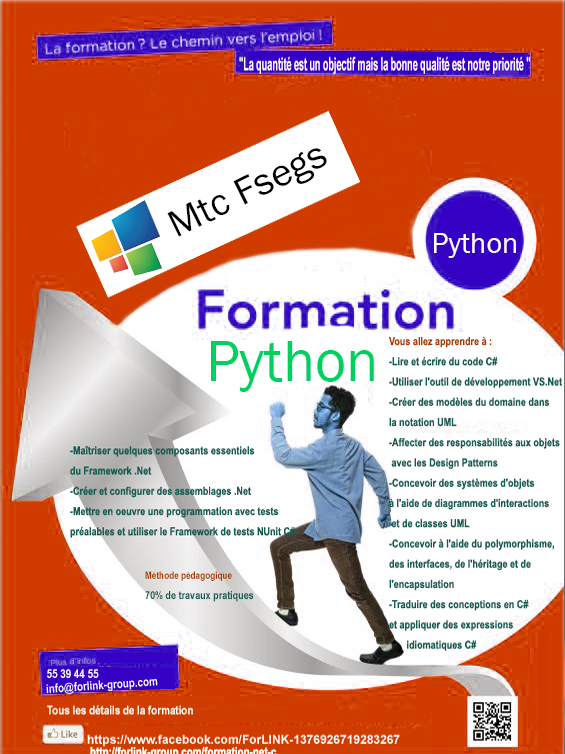 La formation ? Le chemin vers l'emploi !
"La quantité est un objectif mais la bonne qualité est notre priorité "
Mtc Fsegs
Python
Formation
Python
Vous allez apprendre à :
-Lire et écrire du code C#
-Utiliser l'outil de développement VS.Net
-Créer des modèles du domaine dans
la notation UML
-Affecter des responsabilités aux objets
avec les Design Patterns
-Concevoir des systèmes d'objets
à l'aide de diagrammes d'interactions
et de classes UML
-Concevoir à l'aide du polymorphisme,
des interfaces, de l'héritage et de
l'encapsulation
-Traduire des conceptions en C#
et appliquer des expressions
idiomatiques C#
-Maîtriser quelques composants essentiels
du Framework .Net
-Créer et configurer des assemblages .Net
-Mettre en oeuvre une programmation avec tests
préalables et utiliser le Framework de tests NUnit C#
Méthode pédagogique
70% de travaux pratiques
Plus d'infos
55 39 44 55
info@forlink-group.com
Tous les détails de la formation
Like
https://www.facebook.com/ForLINK-1376926719283267
http://forlink-group.com/formation-net-c